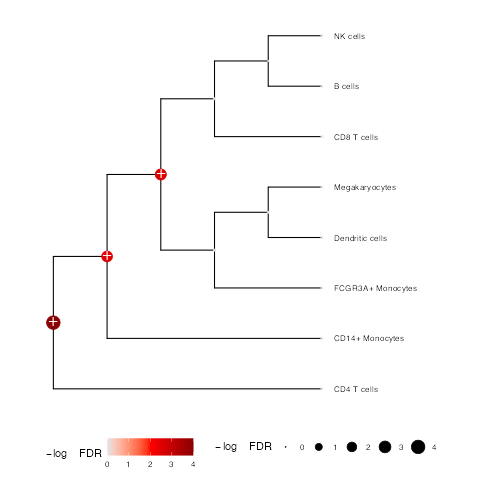 NK cells
B cells
CD8 T cells
Megakaryocytes
Dendritic cells
FCGR3A+ Monocytes
CD14+ Monocytes
CD4 T cells
−log FDR
0 1 2 3 4
−log FDR 0 1 2 3 4